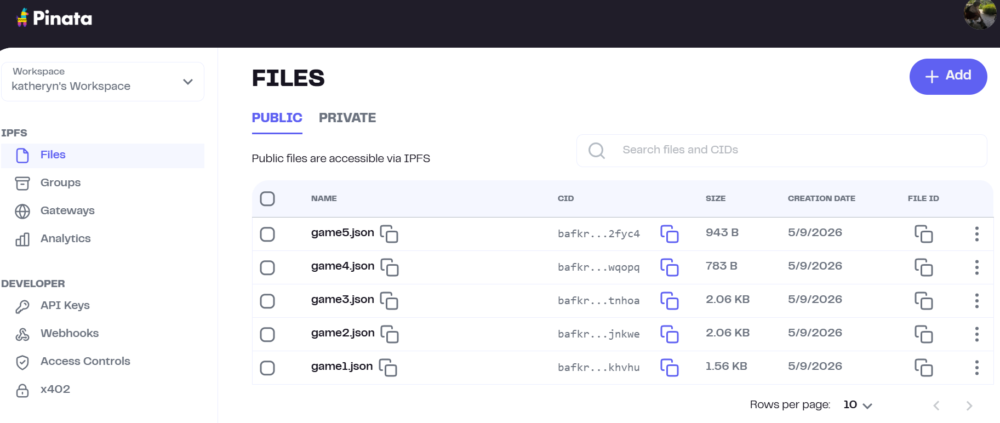 Pinata
Workspace
katheryn's Workspace
IPFS
Files
Groups
Gateways
Analytics
DEVELOPER
API Keys
Webhooks
Access Controls
x402
FILES
Add
PUBLIC PRIVATE
Public files are accessible via IPFS
Search files and CIDs
NAME CID SIZE CREATION DATE FILE ID
game5.json bafkr...2fyc4 943 B 5/9/2026
game4.json bafkr...wqopq 783 B 5/9/2026
game3.json bafkr...tnhoa 2.06 KB 5/9/2026
game2.json bafkr...jnkwe 2.06 KB 5/9/2026
game1.json bafkr...khvhu 1.56 KB 5/9/2026
Rows per page: 10